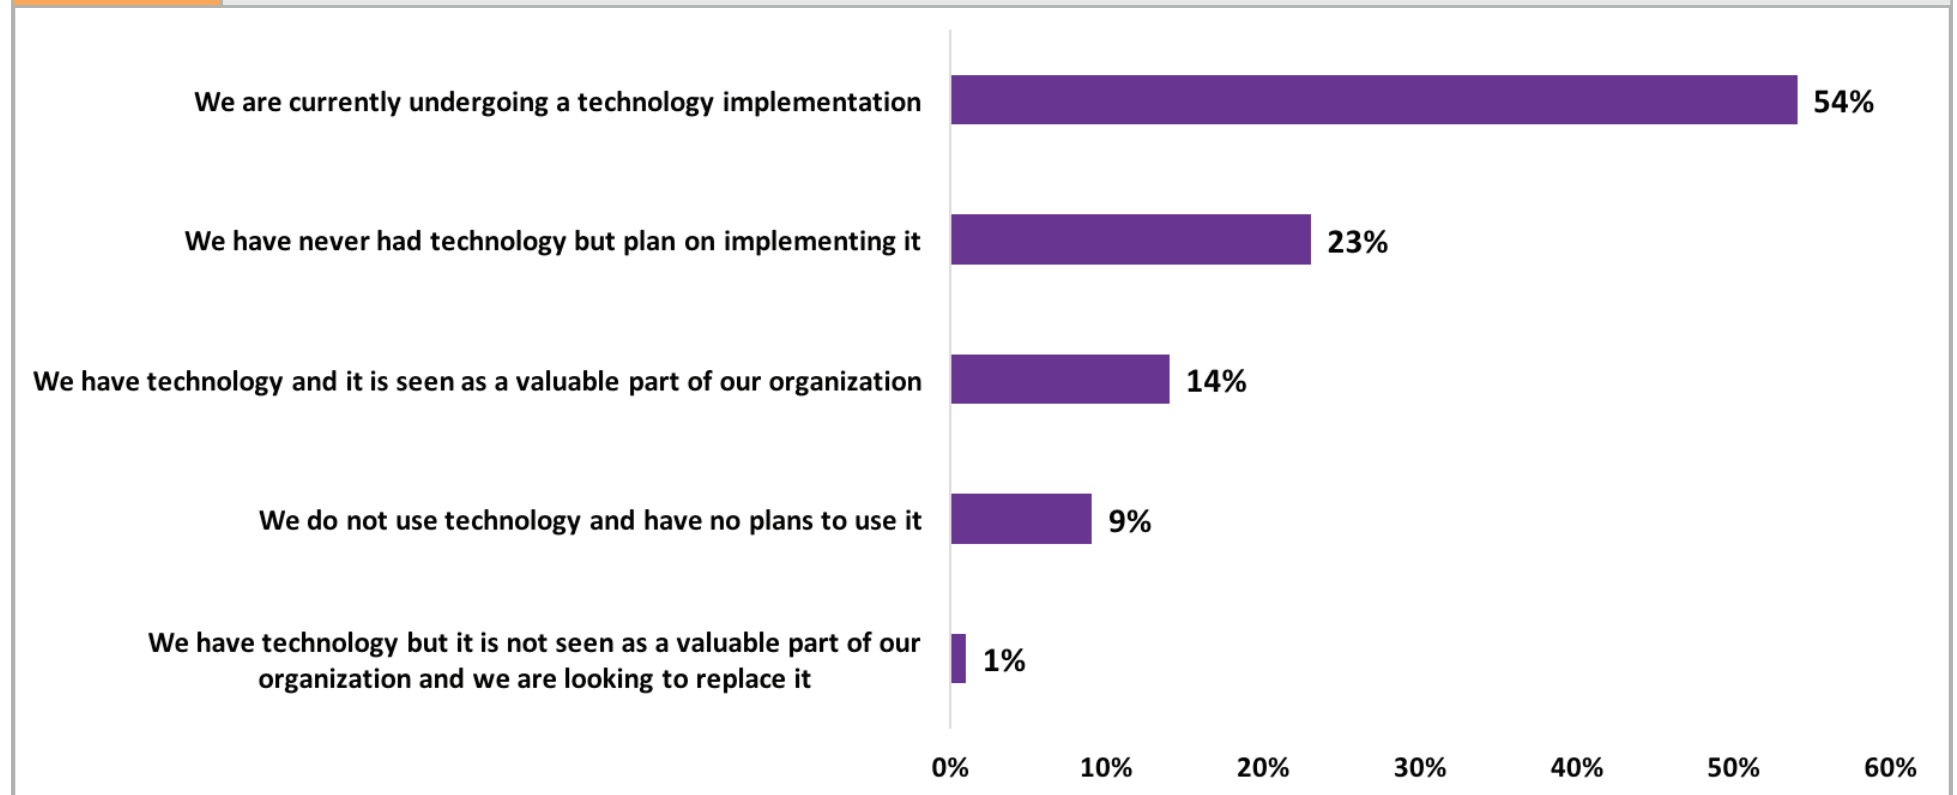 We are currently undergoing a technology implementation
54%
We have never had technology but plan on implementing it
23%
We have technology and it is seen as a valuable part of our organization
14%
We do not use technology and have no plans to use it
9%
We have technology but it is not seen as a valuable part of our
organization and we are looking to replace it
1%
0% 10% 20% 30% 40% 50% 60%